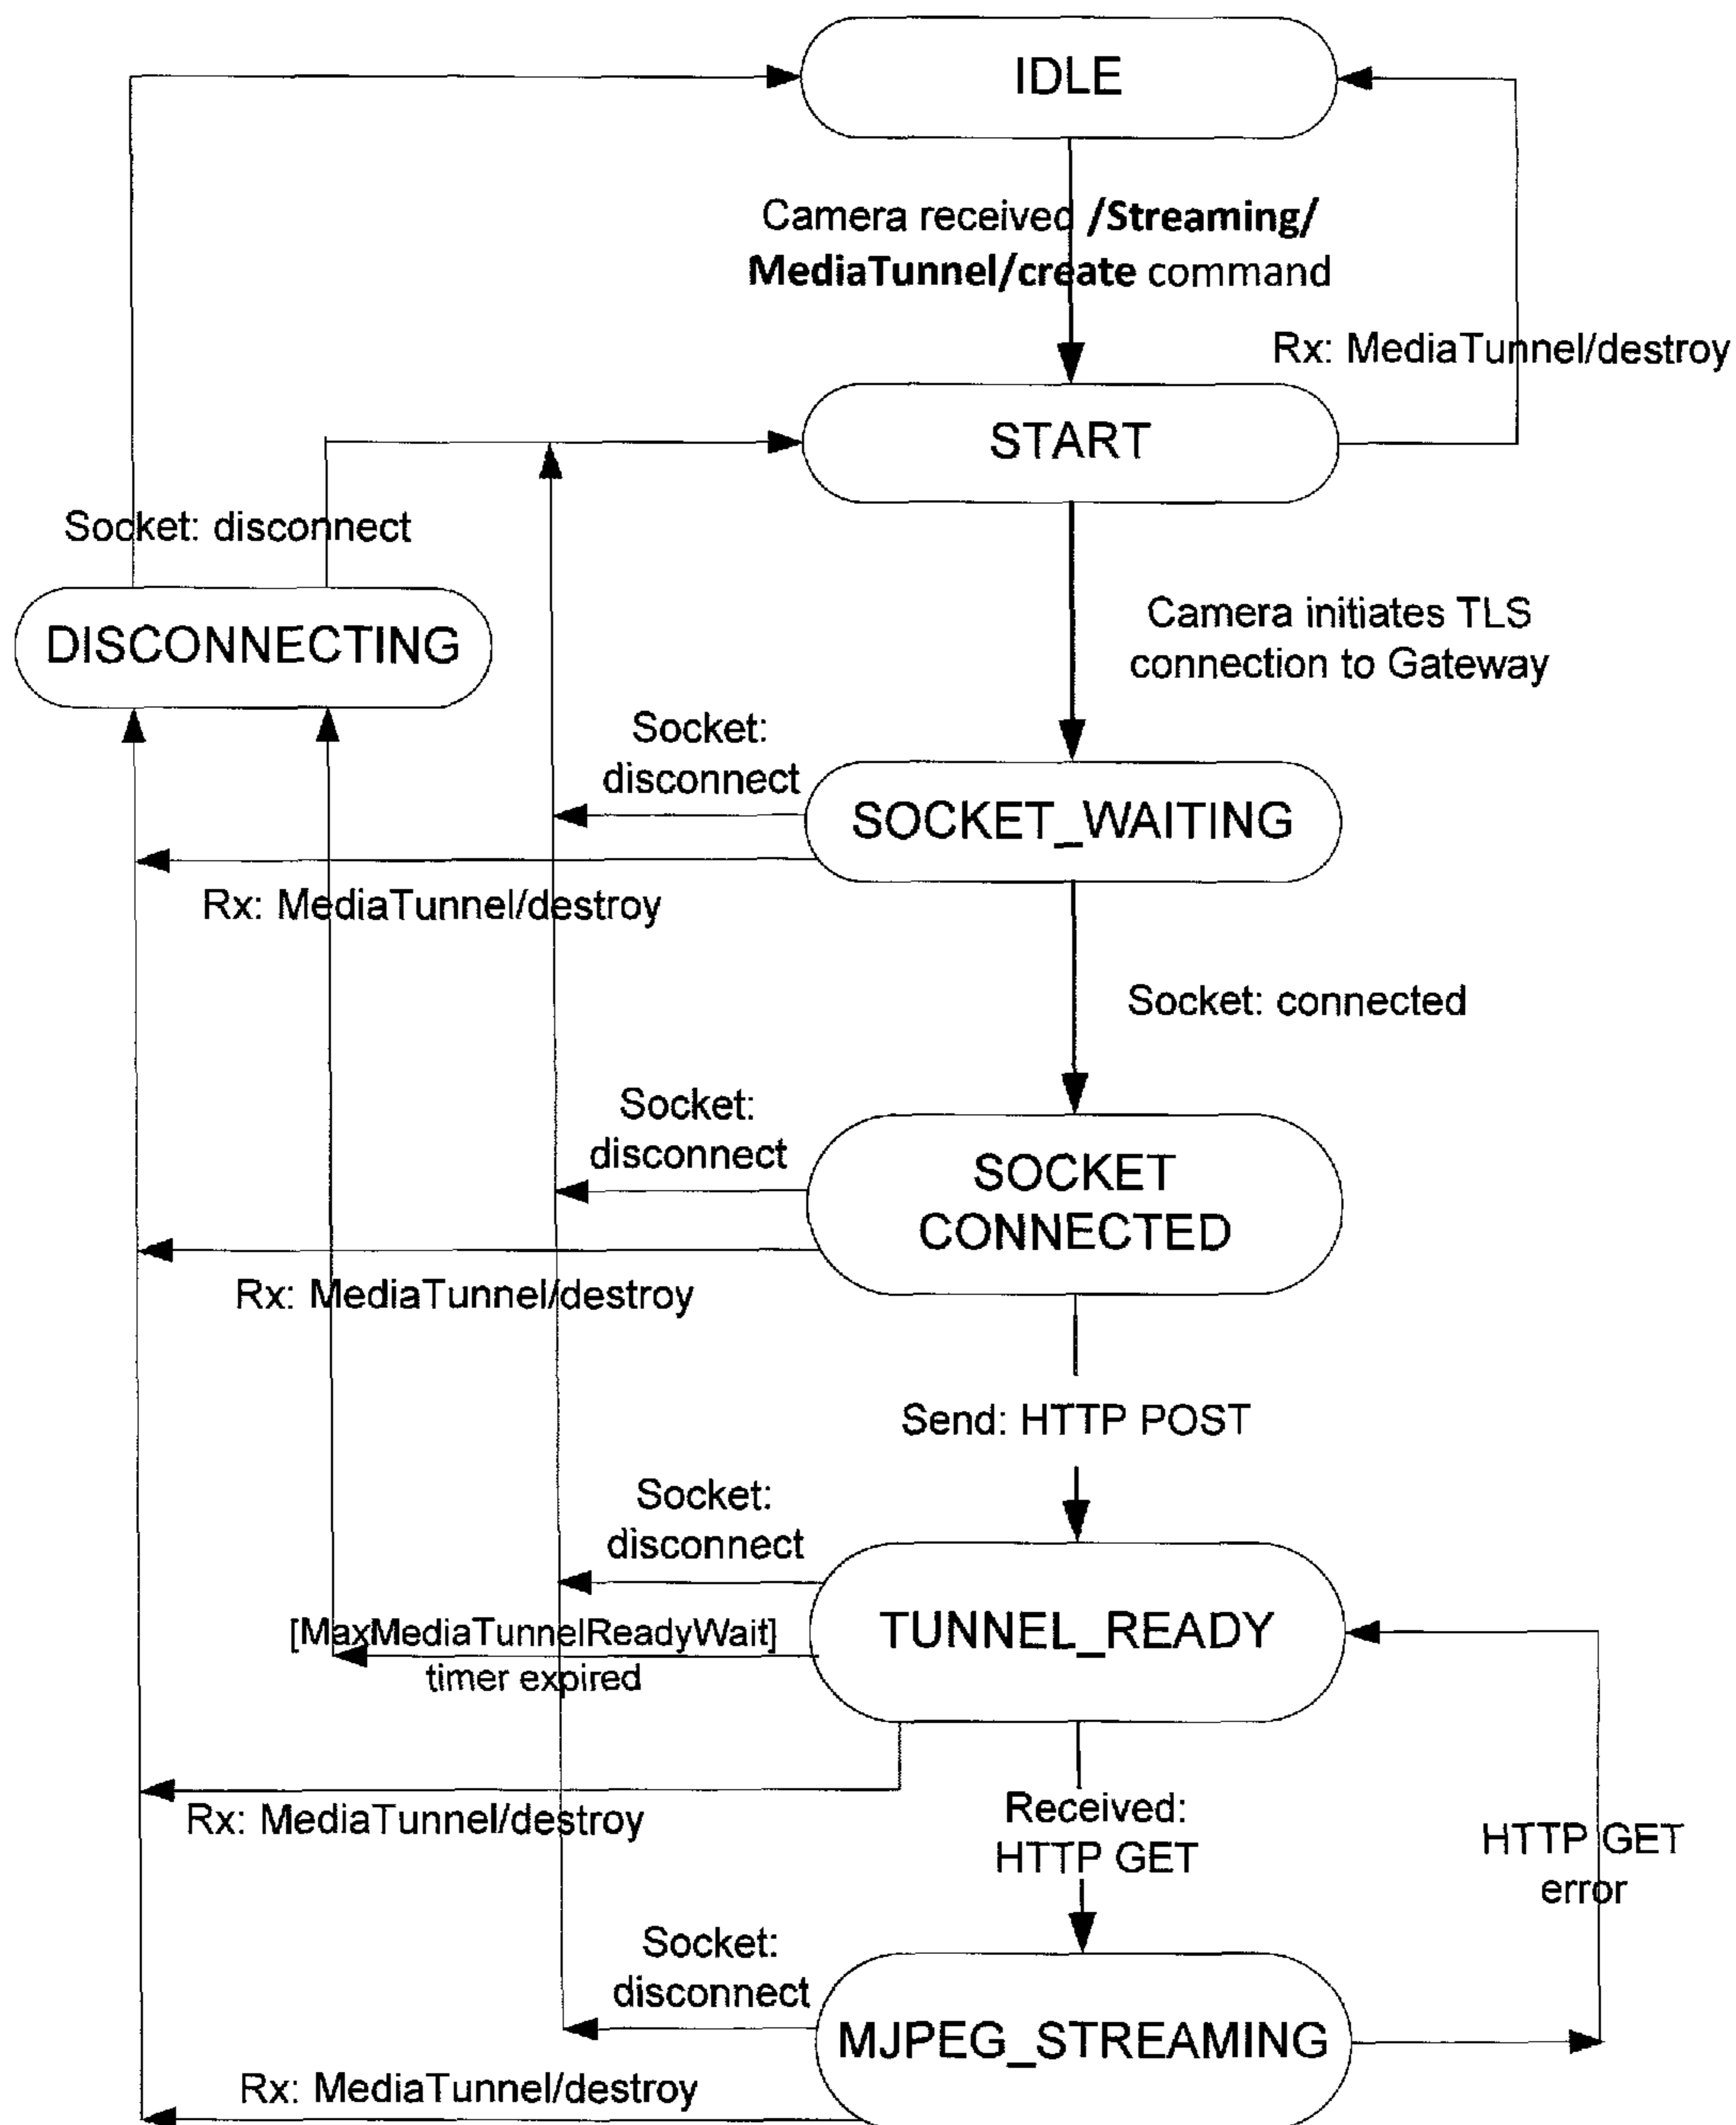 IDLE
Camera received /Streaming/
MediaTunnel/create command
Rx: MediaTunnel/destroy
START
Socket: disconnect
DISCONNECTING
Camera initiates TLS
connection to Gateway
Socket:
disconnect
SOCKET_WAITING
Rx: MediaTunnel/destroy
Socket: connected
Socket:
disconnect
SOCKET
CONNECTED
Rx: MediaTunnel/destroy
Send: HTTP POST
Socket:
disconnect
TUNNEL_READY
[MaxMediaTunnelReadyWait]
timer expired
Rx: MediaTunnel/destroy
Received:
HTTP GET
HTTP GET
error
Socket:
disconnect
MJPEG_STREAMING
Rx: MediaTunnel/destroy